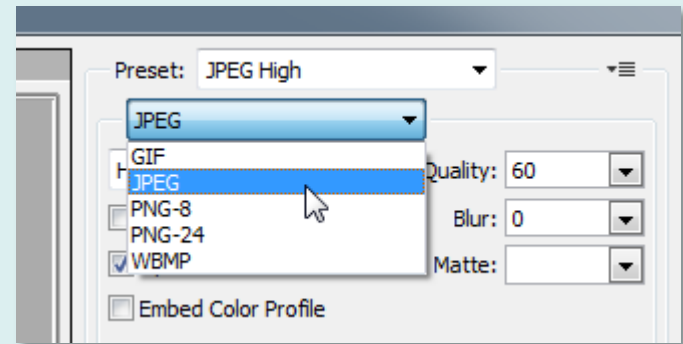 Preset: JPEG High
JPEG
GIF
JPEG
PNG-8
PNG-24
WBMP
Quality: 60
Blur: 0
Matte:
Embed Color Profile